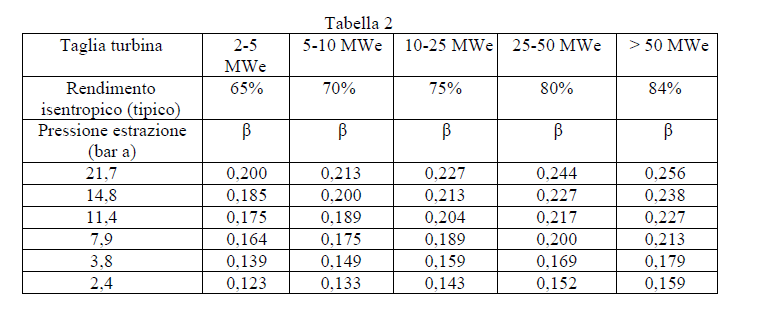 Tabella 2
Taglia turbina 2-5 MWe 5-10 MWe 10-25 MWe 25-50 MWe > 50 MWe
Rendimento isentropico (tipico) 65% 70% 75% 80% 84%
Pressione estrazione (bar a) β β β β β
21,7 0,200 0,213 0,227 0,244 0,256
14,8 0,185 0,200 0,213 0,227 0,238
11,4 0,175 0,189 0,204 0,217 0,227
7,9 0,164 0,175 0,189 0,200 0,213
3,8 0,139 0,149 0,159 0,169 0,179
2,4 0,123 0,133 0,143 0,152 0,159